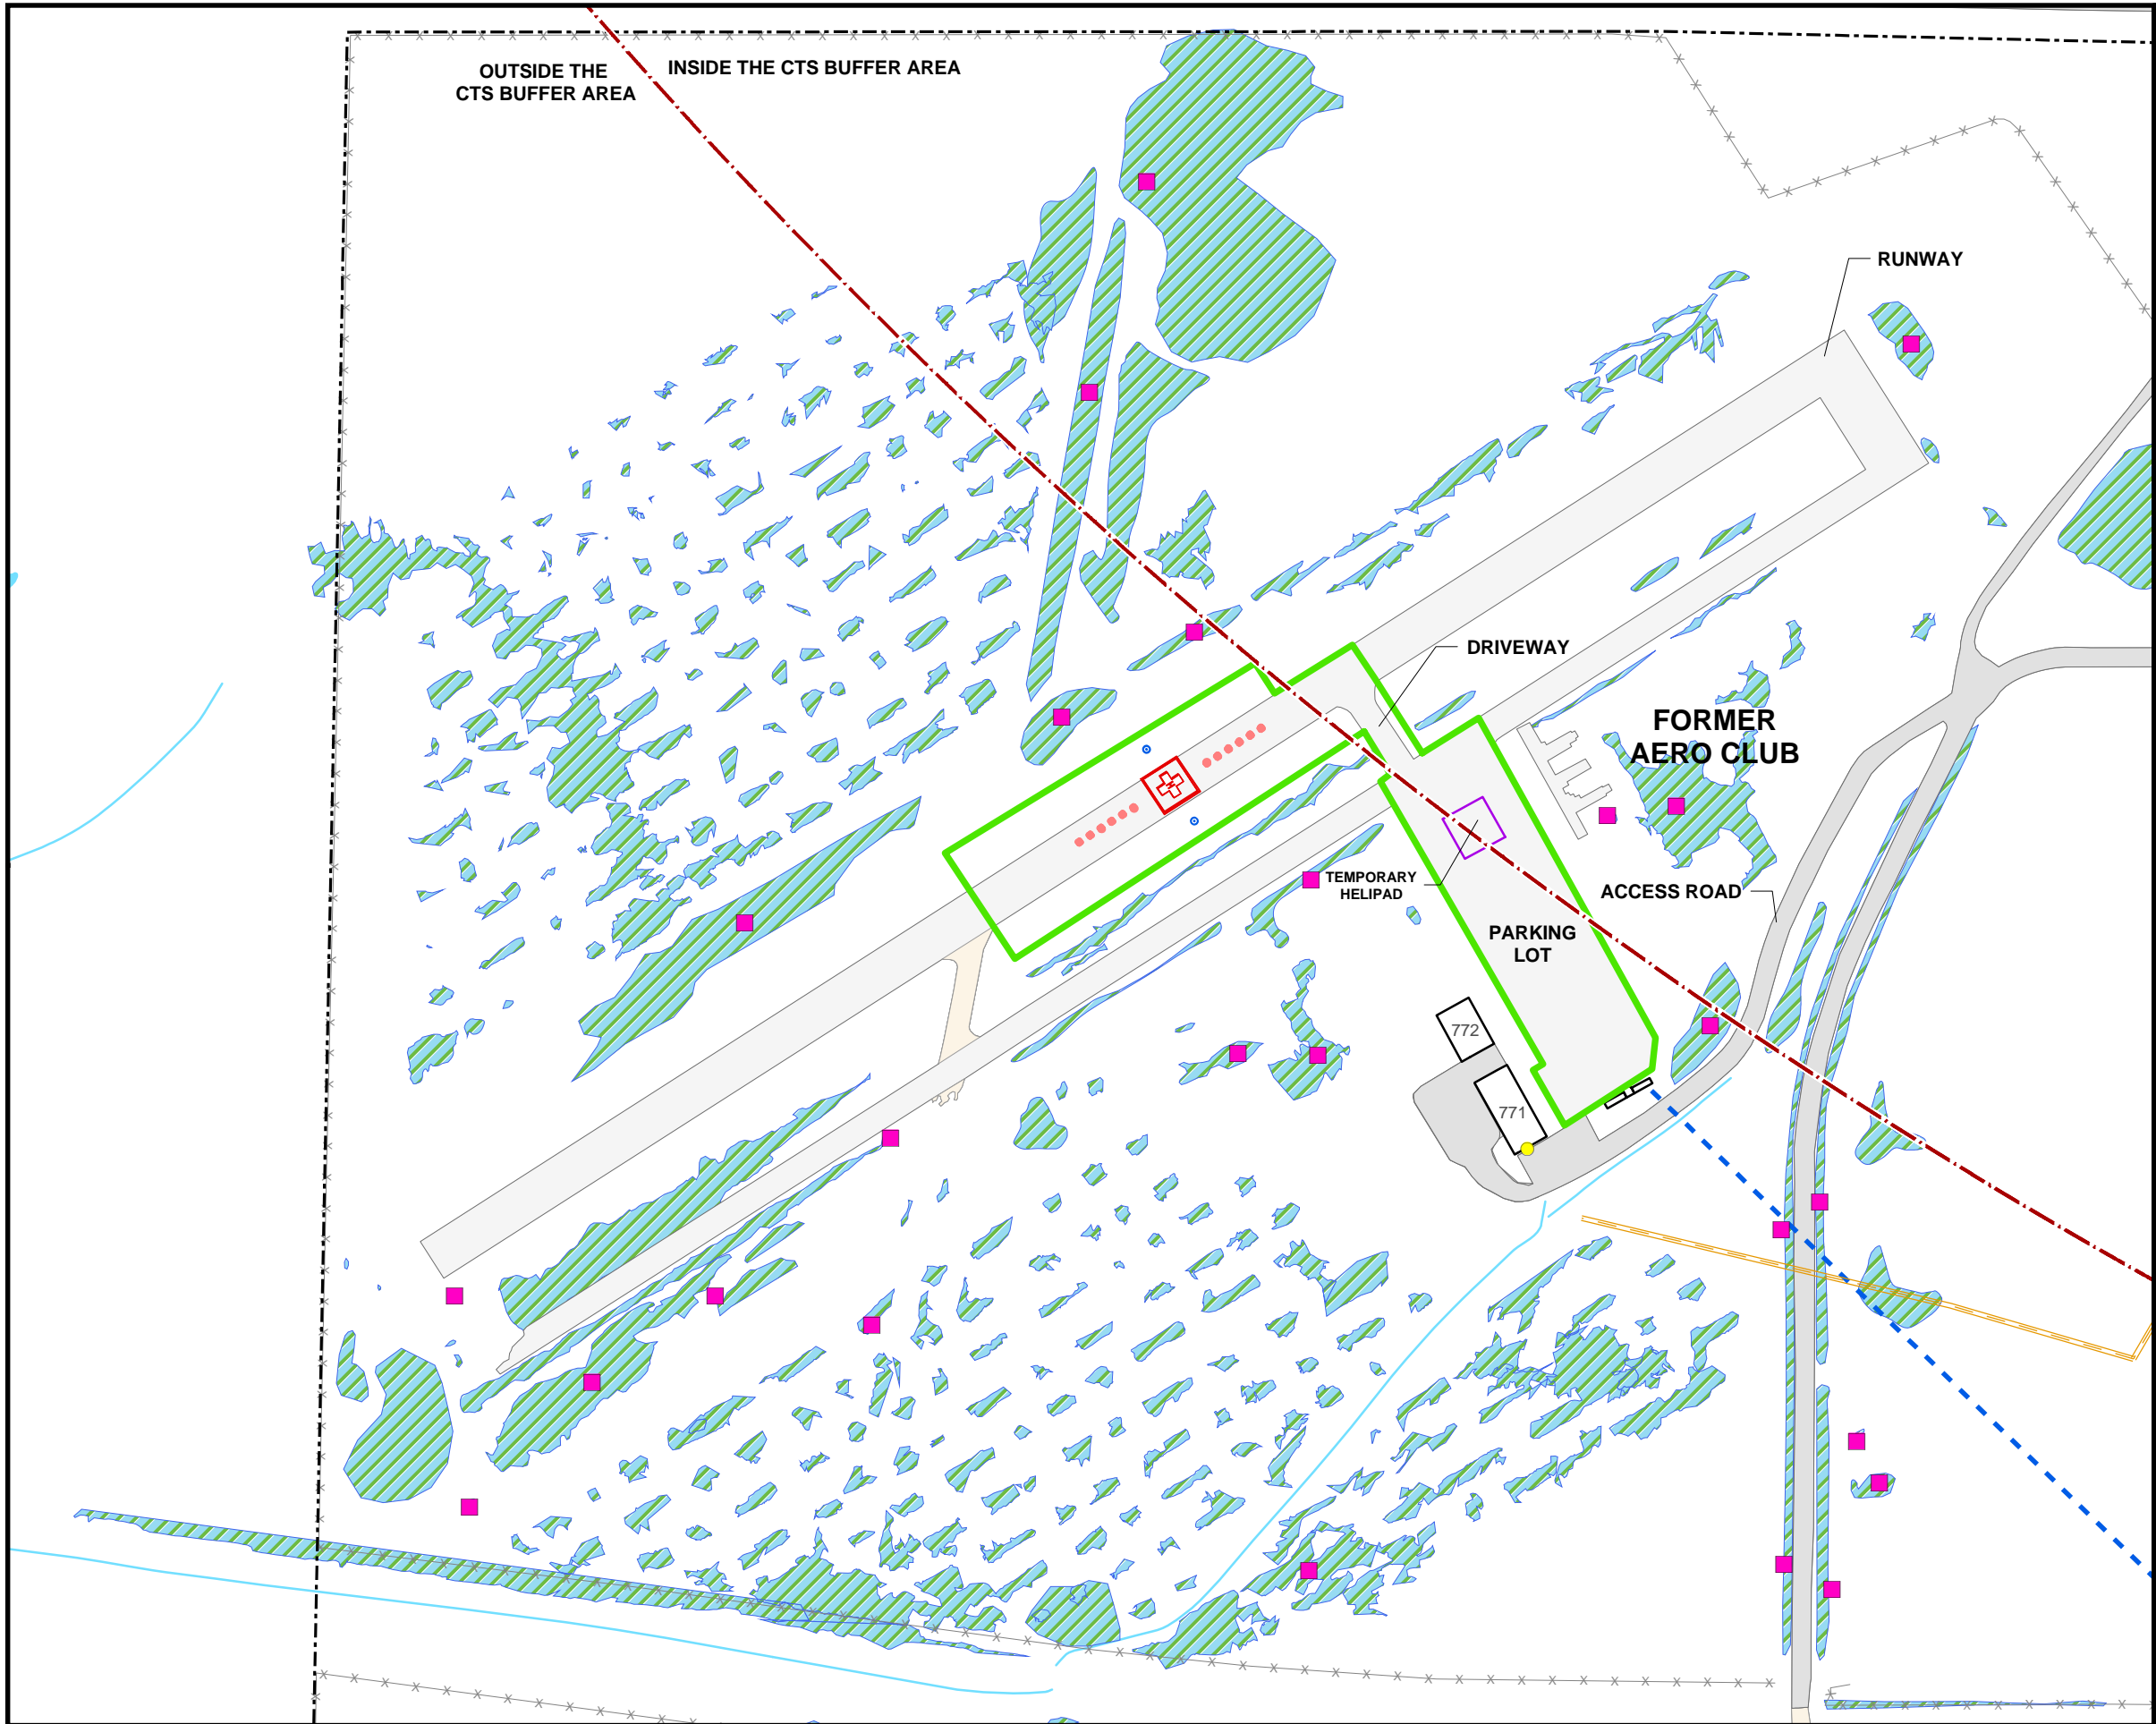 OUTSIDE THE
CTS BUFFER AREA
INSIDE THE CTS BUFFER AREA
RUNWAY
DRIVEWAY
FORMER
AERO CLUB
TEMPORARY
HELIPAD
ACCESS ROAD
PARKING
LOT
772
771